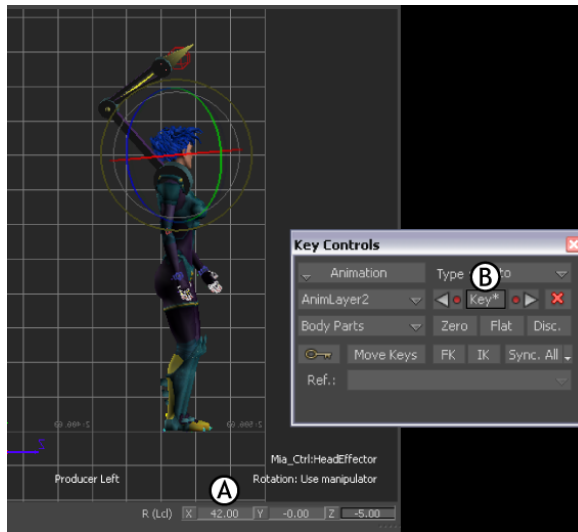 Key Controls
Animation
Type
to
B
AnimLayer2
Key*
Body Parts
Zero Flat Disc.
Move Keys FK IK Sync. All
Ref.:
Mia_Ctrl:HeadEffector
Producer Left
Rotation: Use manipulator
A
R (Lcl) X 42.00 Y -0.00 Z -5.00